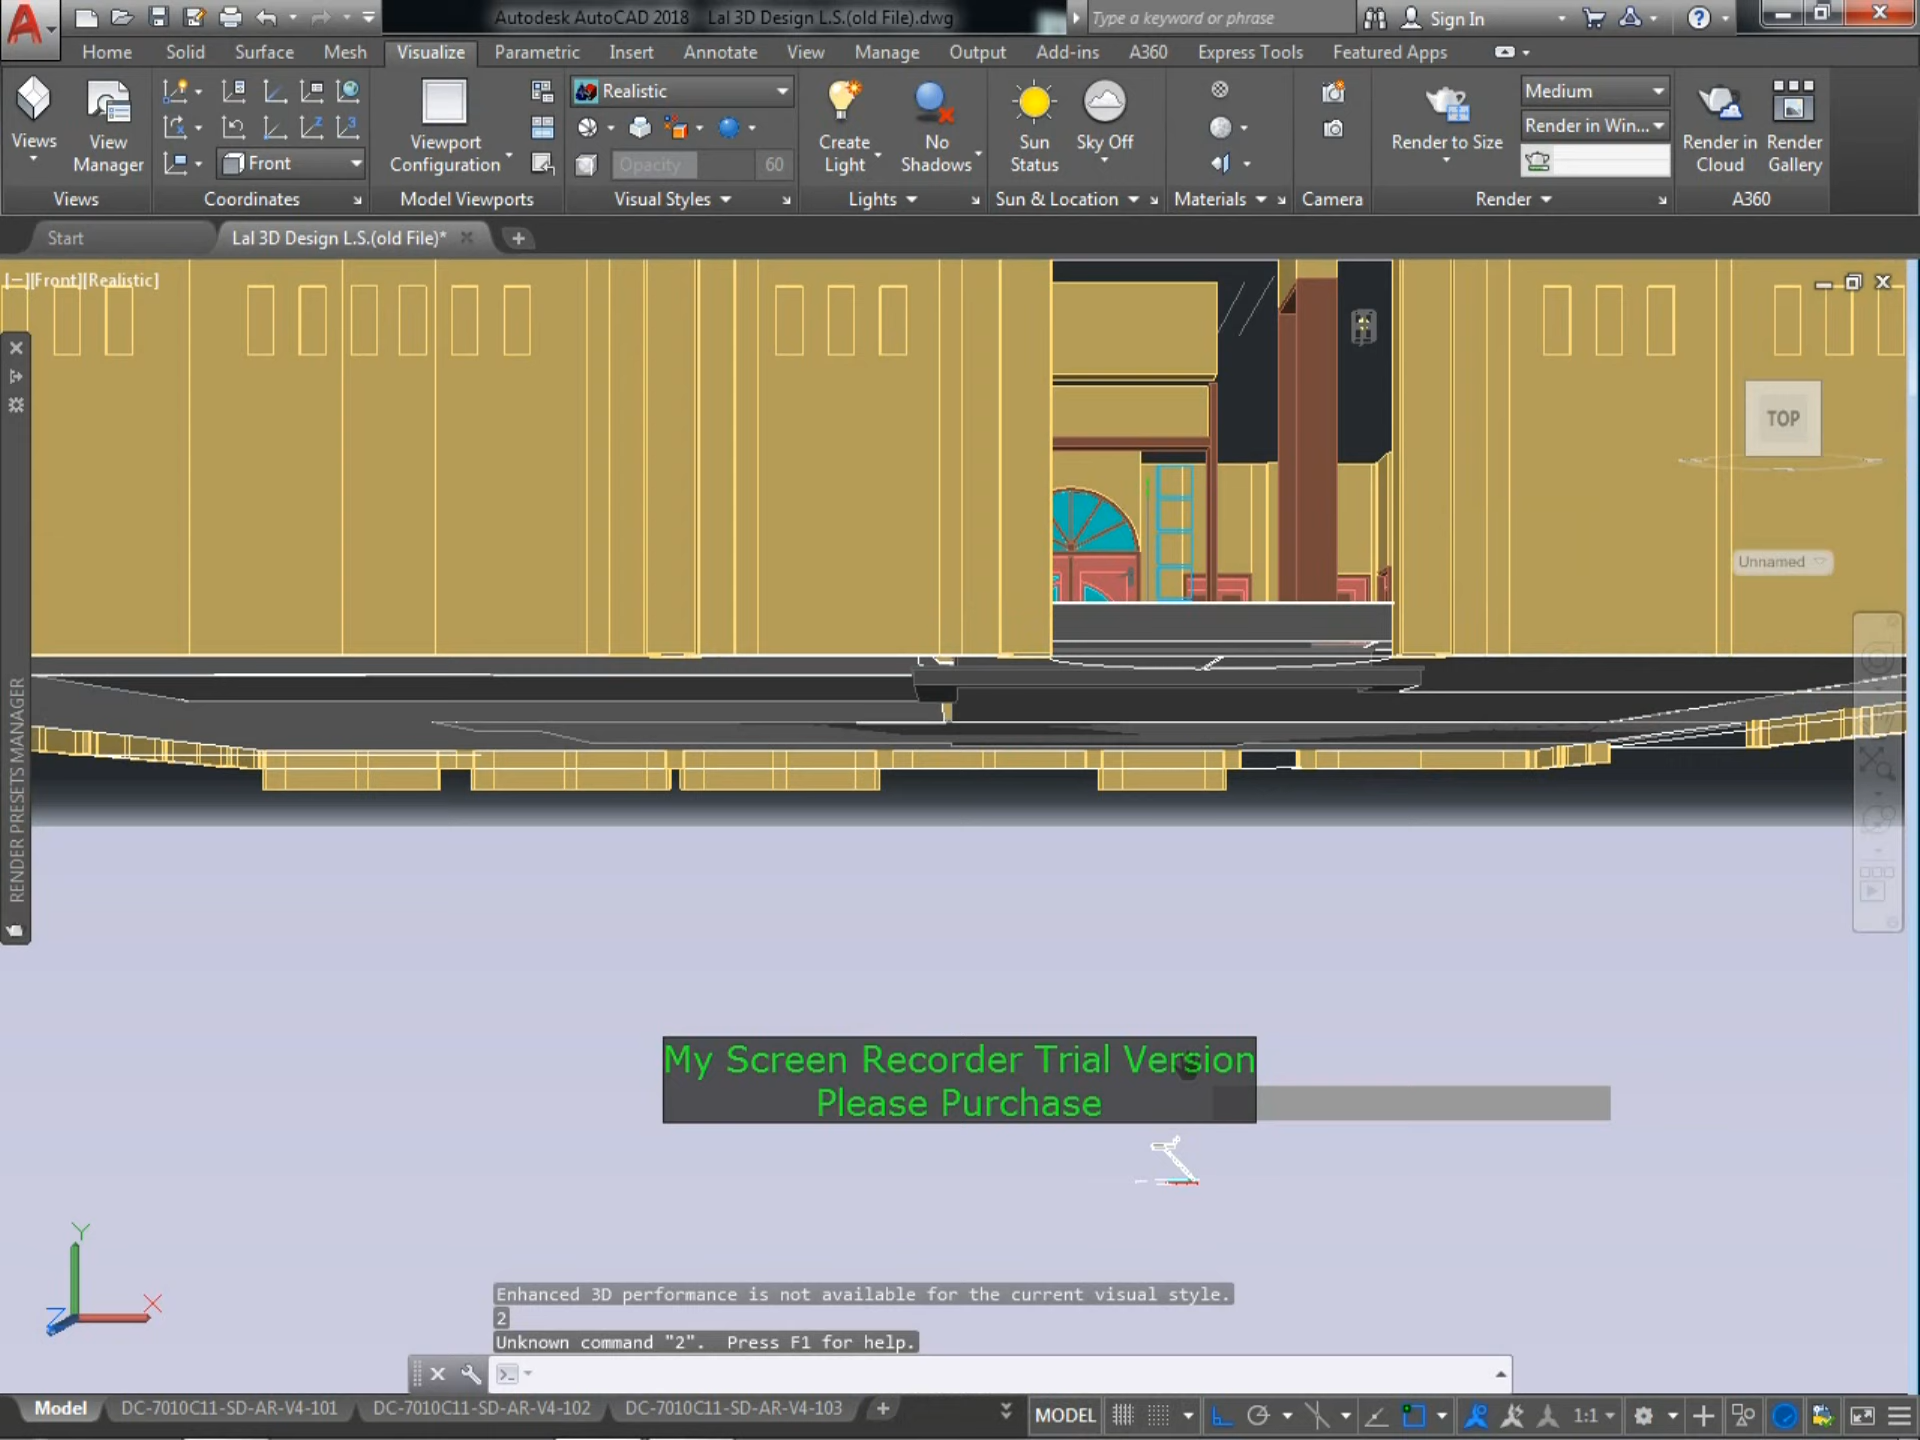 Autodesk AutoCAD 2018   Lal 3D Design L.S.(old File).dwg
Type a keyword or phrase
Sign In
Home Solid Surface Mesh Visualize Parametric Insert Annotate View Manage Output Add-ins A360 Express Tools Featured Apps
Views
View
Manager
Front
Viewport
Configuration
Realistic
Opacity 60
Create
Light
No
Shadows
Sun
Status
Sky Off
Render to Size
Medium
Render in Win...
Render in
Cloud
Render
Gallery
Views Coordinates Model Viewports Visual Styles Lights Sun & Location Materials Camera Render A360
Start
Lal 3D Design L.S.(old File)*
[−][Front][Realistic]
TOP
Unnamed
RENDER PRESETS MANAGER
My Screen Recorder Trial Version
Please Purchase
Y
X
Z
Enhanced 3D performance is not available for the current visual style.
2
Unknown command "2".  Press F1 for help.
Model DC-7010C11-SD-AR-V4-101 DC-7010C11-SD-AR-V4-102 DC-7010C11-SD-AR-V4-103
MODEL
1:1